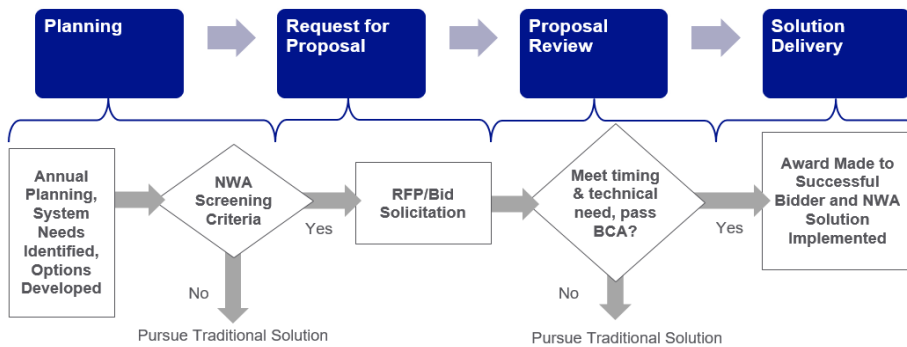 Planning
Request for
Proposal
Proposal
Review
Solution
Delivery
Annual
Planning,
System
Needs
Identified,
Options
Developed
NWA
Screening
Criteria
Yes
No
Pursue Traditional Solution
RFP/Bid
Solicitation
Meet timing
& technical
need, pass
BCA?
Yes
No
Pursue Traditional Solution
Award Made to
Successful
Bidder and NWA
Solution
Implemented